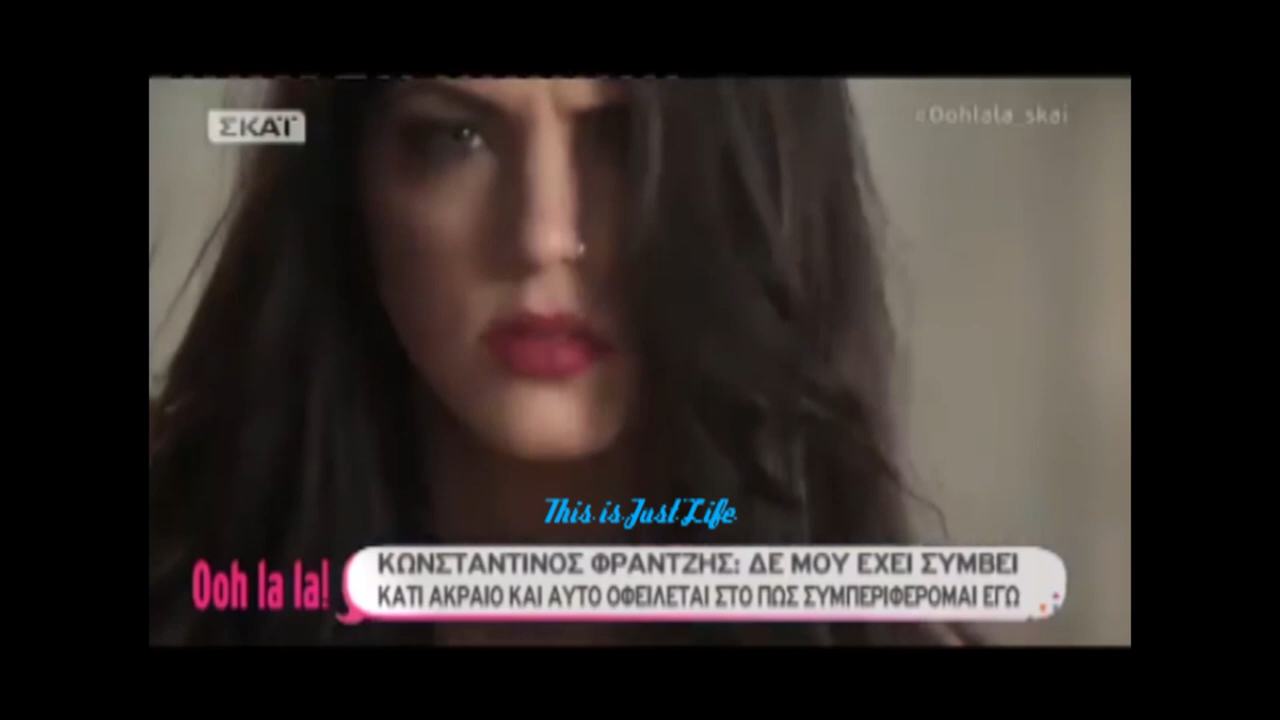 ΣΚΑΪ
#Oohlala_skai
This is Just Life
Ooh la la!
ΚΩΝΣΤΑΝΤΙΝΟΣ ΦΡΑΝΤΖΗΣ: ΔΕ ΜΟΥ ΕΧΕΙ ΣΥΜΒΕΙ
ΚΑΤΙ ΑΚΡΑΙΟ ΚΑΙ ΑΥΤΟ ΟΦΕΙΛΕΤΑΙ ΣΤΟ ΠΩΣ ΣΥΜΠΕΡΙΦΕΡΟΜΑΙ ΕΓΩ